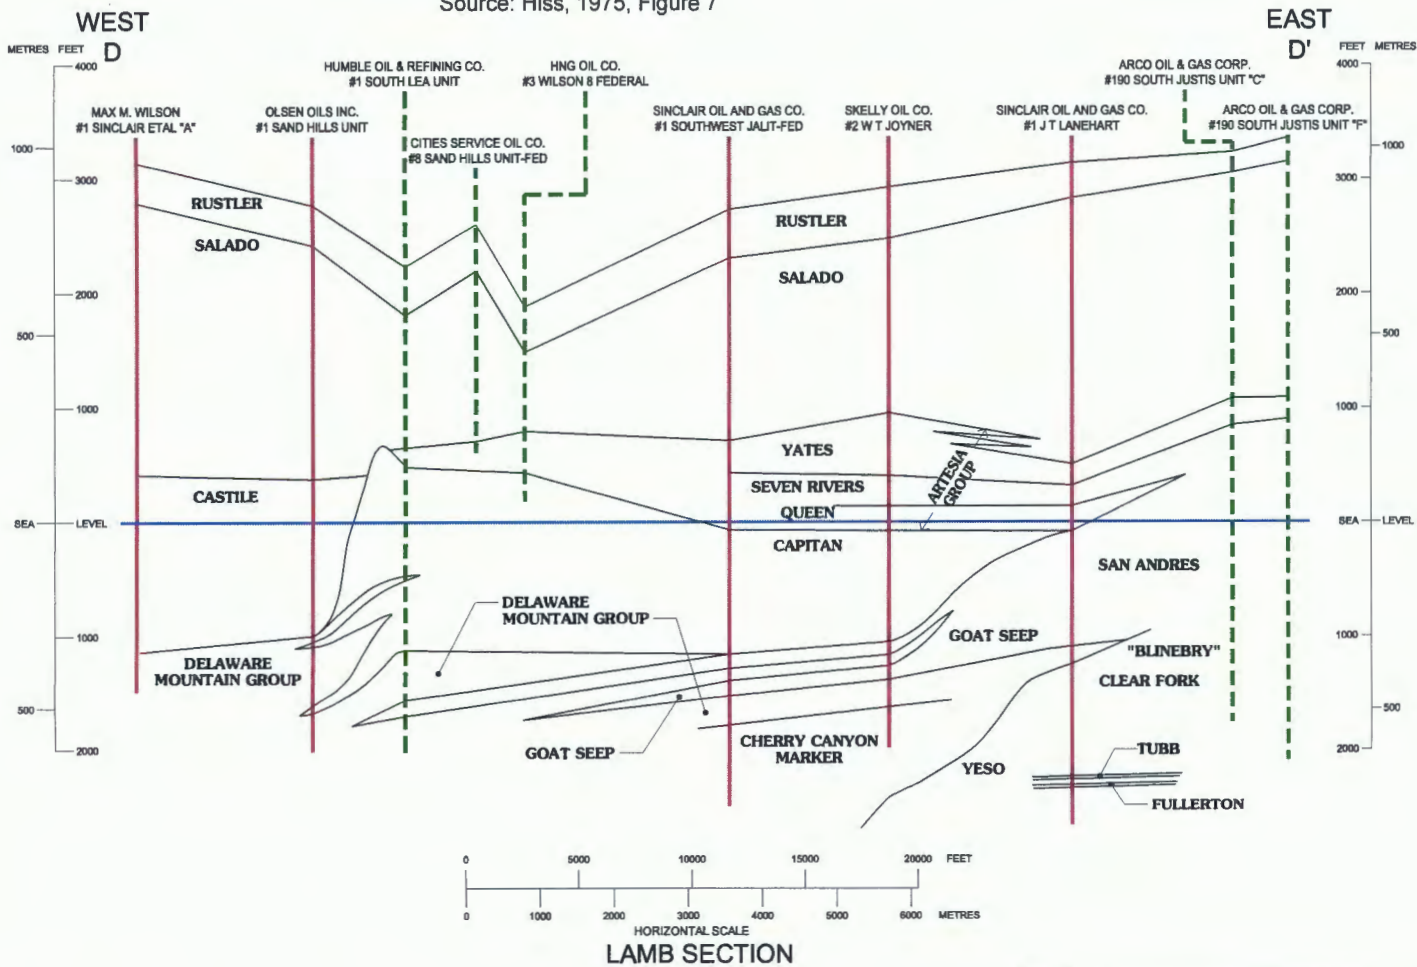 Source: Hiss, 1975, Figure 7
WEST
D
EAST
D'
METRES FEET
FEET METRES
4000
1000
3000
2000
500
1000
SEA LEVEL
1000
500
2000
4000
1000
3000
2000
500
1000
SEA LEVEL
1000
500
2000
MAX M. WILSON
#1 SINCLAIR ETAL "A"
OLSEN OILS INC.
#1 SAND HILLS UNIT
HUMBLE OIL & REFINING CO.
#1 SOUTH LEA UNIT
CITIES SERVICE OIL CO.
#8 SAND HILLS UNIT-FED
HNG OIL CO.
#3 WILSON 8 FEDERAL
SINCLAIR OIL AND GAS CO.
#1 SOUTHWEST JALIT-FED
SKELLY OIL CO.
#2 W T JOYNER
SINCLAIR OIL AND GAS CO.
#1 J T LANEHART
ARCO OIL & GAS CORP.
#190 SOUTH JUSTIS UNIT "C"
ARCO OIL & GAS CORP.
#190 SOUTH JUSTIS UNIT "F"
RUSTLER
SALADO
RUSTLER
SALADO
CASTILE
YATES
SEVEN RIVERS
QUEEN
CAPITAN
ARTESIA
GROUP
SAN ANDRES
DELAWARE
MOUNTAIN GROUP
DELAWARE
MOUNTAIN GROUP
GOAT SEEP
"BLINEBRY"
CLEAR FORK
GOAT SEEP
CHERRY CANYON
MARKER
YESO
TUBB
FULLERTON
0 5000 10000 15000 20000 FEET
0 1000 2000 3000 4000 5000 6000 METRES
HORIZONTAL SCALE
LAMB SECTION